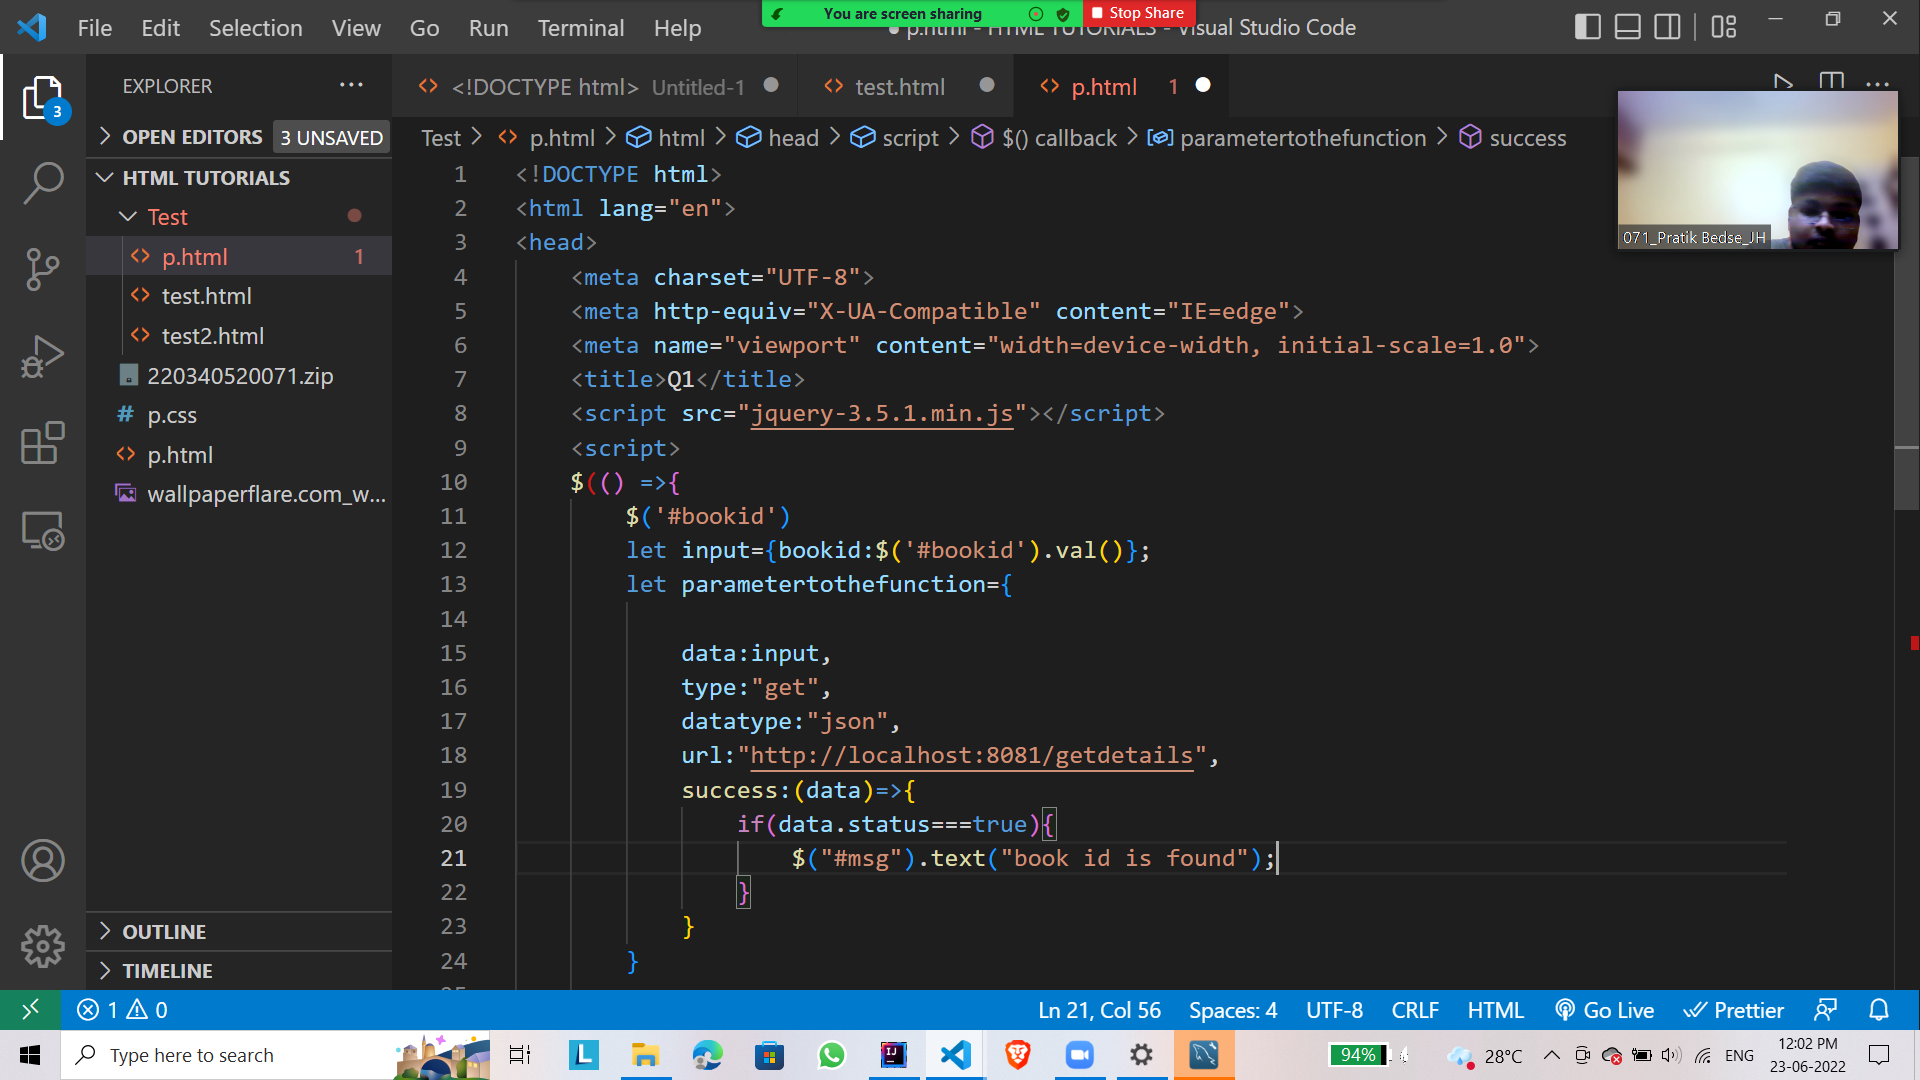 You are screen sharing
Stop Share
File Edit Selection View Go Run Terminal Help
p.html - HTML TUTORIALS - Visual Studio Code
EXPLORER
<!DOCTYPE html> Untitled-1
test.html
p.html 1
3
OPEN EDITORS 3 UNSAVED
HTML TUTORIALS
Test
p.html 1
test.html
test2.html
220340520071.zip
p.css
p.html
wallpaperflare.com_w...
OUTLINE
TIMELINE
Test > p.html > html > head > script > $() callback > parametertothefunction > success
071_Pratik Bedse_JH
1 <!DOCTYPE html>
2 <html lang="en">
3 <head>
4 <meta charset="UTF-8">
5 <meta http-equiv="X-UA-Compatible" content="IE=edge">
6 <meta name="viewport" content="width=device-width, initial-scale=1.0">
7 <title>Q1</title>
8 <script src="jquery-3.5.1.min.js"></script>
9 <script>
10 $(() =>{
11 $('#bookid')
12 let input={bookid:$('#bookid').val()};
13 let parametertothefunction={
14
15 data:input,
16 type:"get",
17 datatype:"json",
18 url:"http://localhost:8081/getdetails",
19 success:(data)=>{
20 if(data.status===true){
21 $("#msg").text("book id is found");
22 }
23 }
24 }
1 0
Ln 21, Col 56 Spaces: 4 UTF-8 CRLF HTML Go Live Prettier
Type here to search
94%
28°C
ENG
12:02 PM
23-06-2022